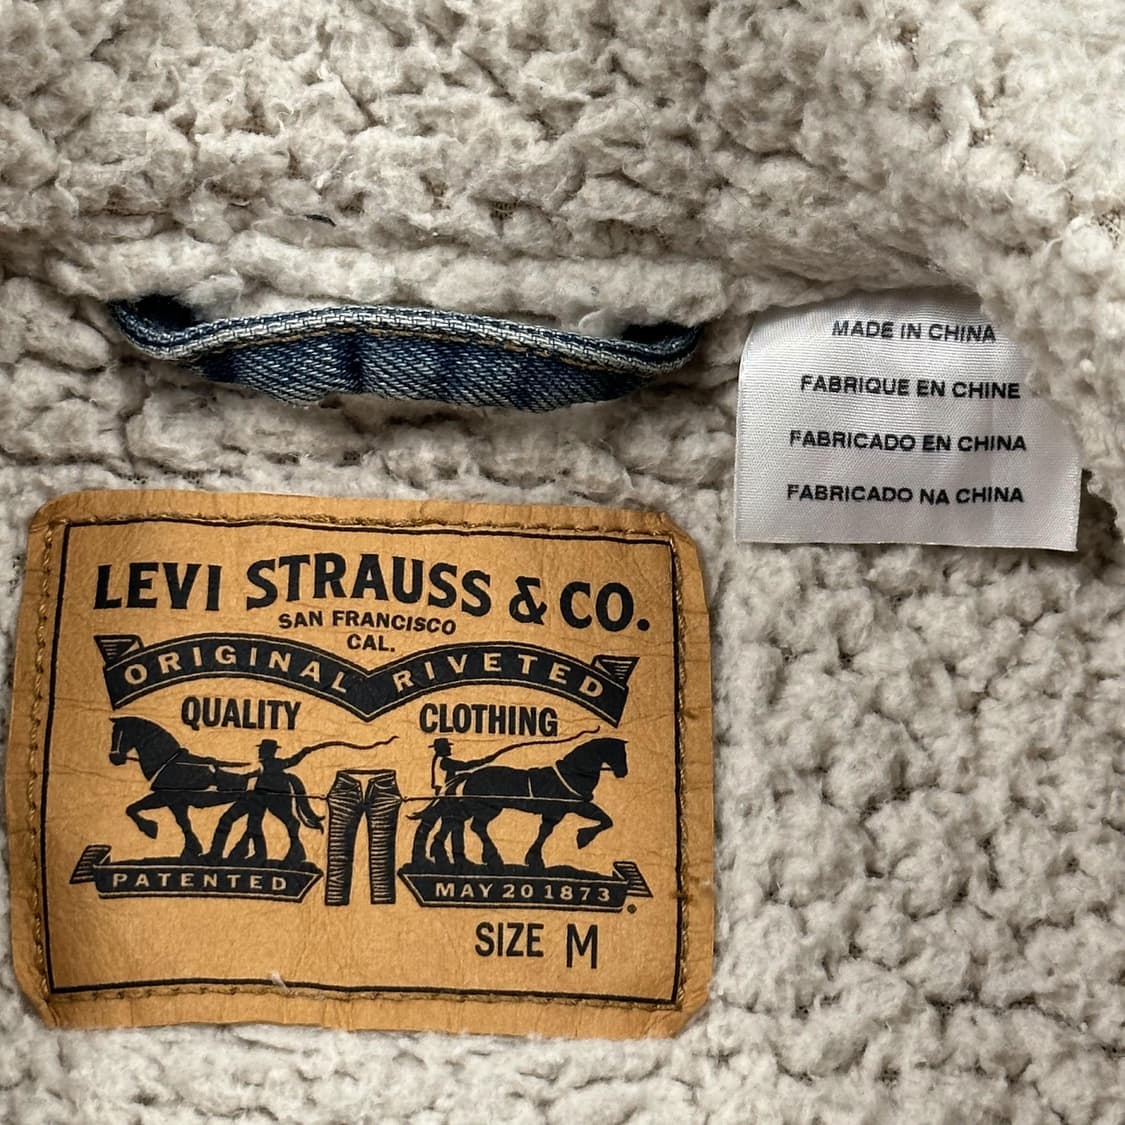 MADE IN CHINA
FABRIQUE EN CHINE
FABRICADO EN CHINA
FABRICADO NA CHINA
LEVI STRAUSS & CO.
SAN FRANCISCO
CAL.
ORIGINAL RIVETED
QUALITY CLOTHING
PATENTED MAY 20 1873
SIZE M